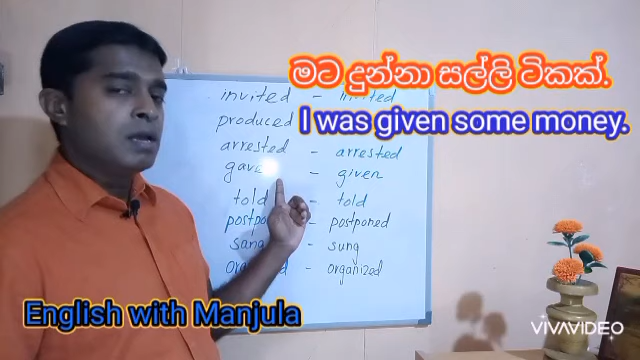 මට දුන්නා සල්ලි ටිකක්.
I was given some money.
invited - invited
produced
arrested - arrested
gave - given
told - told
postponed
sang - sung
organized
English with Manjula
VIVAVIDEO